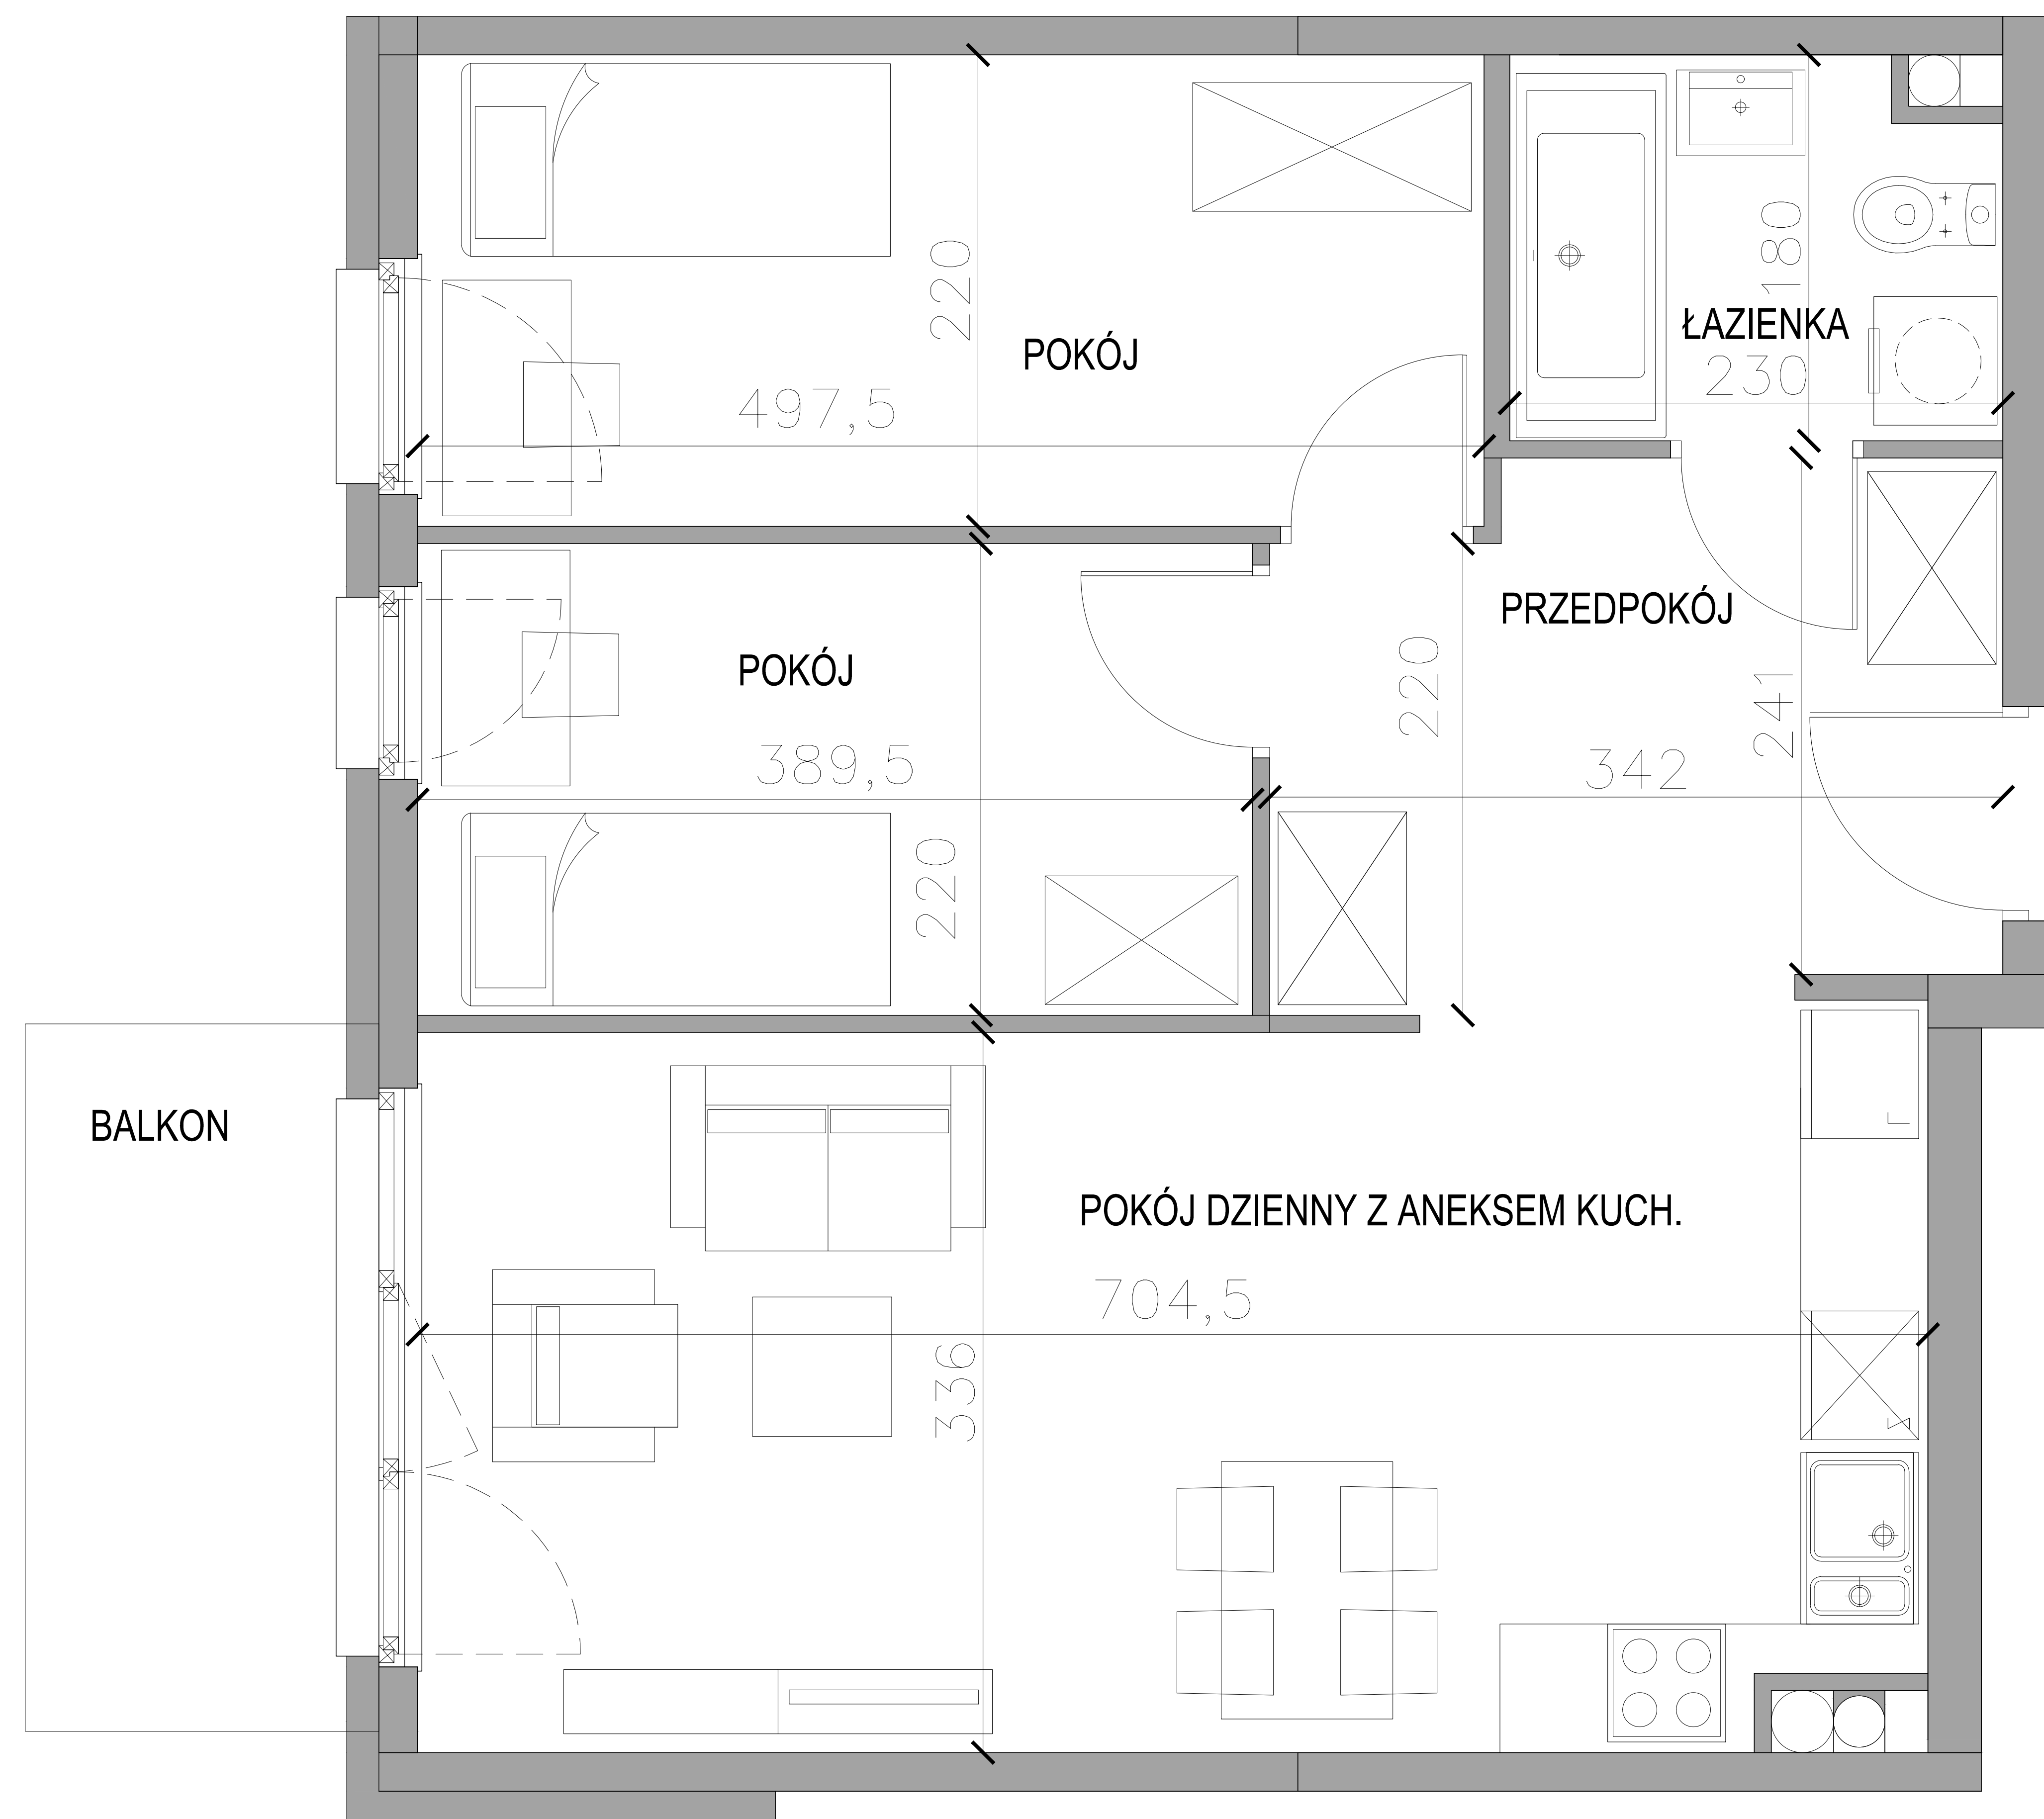 220
180
POKÓJ
ŁAZIENKA
230
497,5
PRZEDPOKÓJ
POKÓJ
220
241
389,5
342
220
BALKON
POKÓJ DZIENNY Z ANEKSEM KUCH.
704,5
336